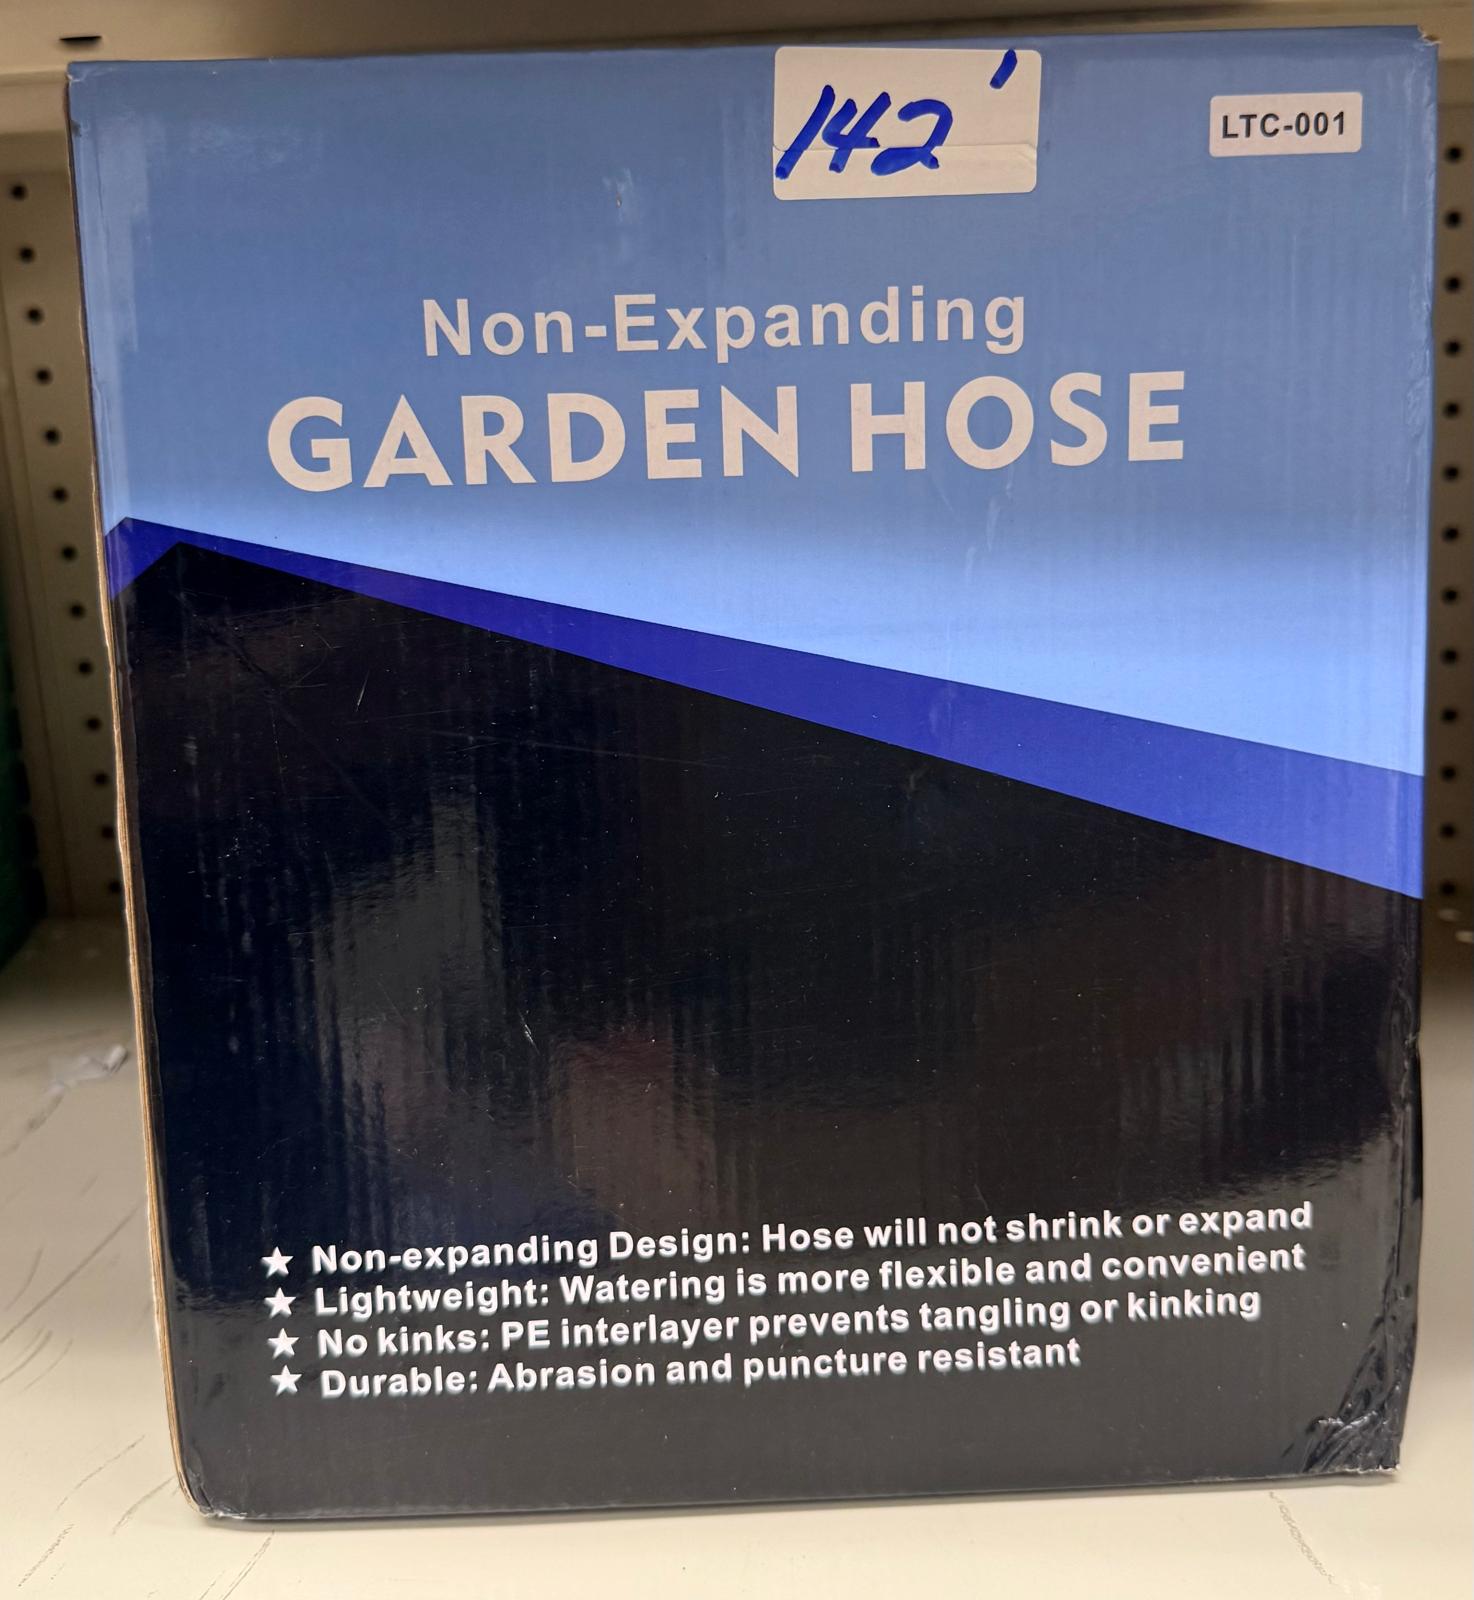 142'
LTC-001
Non-Expanding
GARDEN HOSE
★ Non-expanding Design: Hose will not shrink or expand
★ Lightweight: Watering is more flexible and convenient
★ No kinks: PE interlayer prevents tangling or kinking
★ Durable: Abrasion and puncture resistant